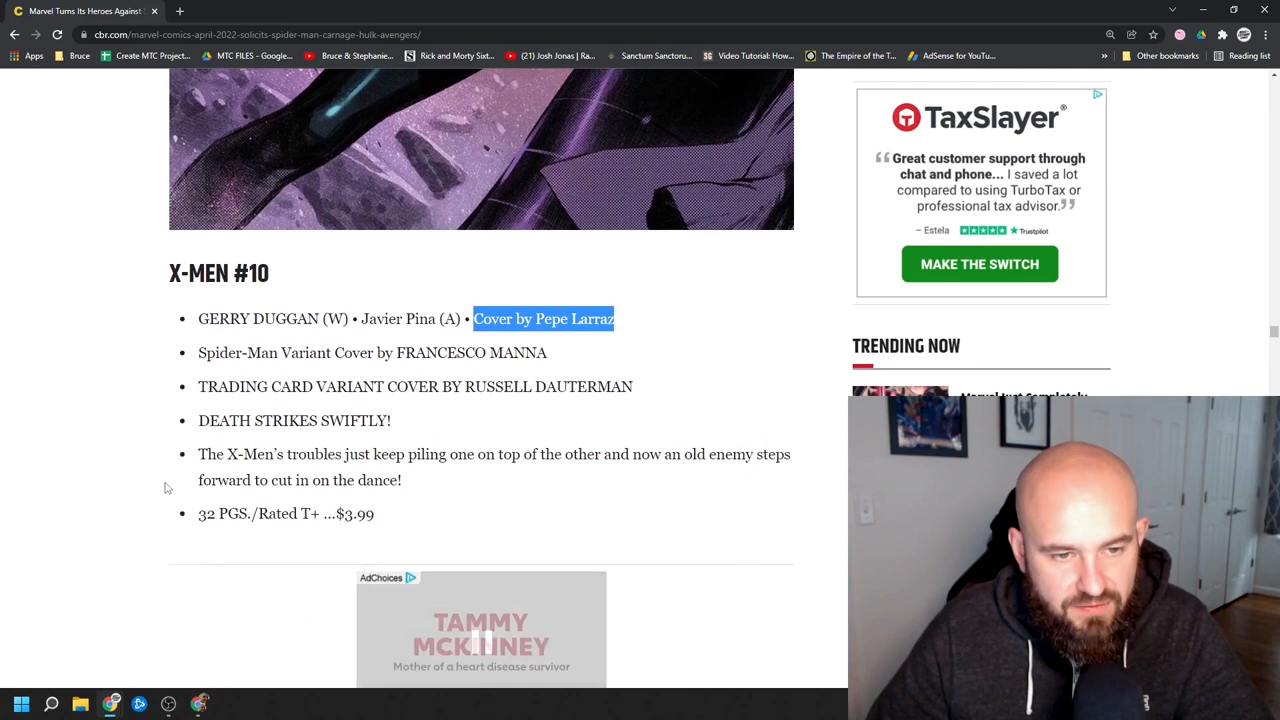 Marvel Turns Its Heroes Against
cbr.com/marvel-comics-april-2022-solicits-spider-man-carnage-hulk-avengers/
Apps
Bruce
Create MTC Project...
MTC FILES - Google...
Bruce & Stephanie...
Rick and Morty Sixt...
(21) Josh Jonas | Ra...
Sanctum Sanctoru...
Video Tutorial: How...
The Empire of the T...
AdSense for YouTu...
»
Other bookmarks
Reading list
X-MEN #10
• GERRY DUGGAN (W) • Javier Pina (A) • Cover by Pepe Larraz
• Spider-Man Variant Cover by FRANCESCO MANNA
• TRADING CARD VARIANT COVER BY RUSSELL DAUTERMAN
• DEATH STRIKES SWIFTLY!
• The X-Men's troubles just keep piling one on top of the other and now an old enemy steps
forward to cut in on the dance!
• 32 PGS./Rated T+ ...$3.99
AdChoices
TAMMY
MCKINNEY
Mother of a heart disease survivor
TaxSlayer®
"Great customer support through
chat and phone... I saved a lot
compared to using TurboTax or
professional tax advisor."
– Estela Trustpilot
MAKE THE SWITCH
TRENDING NOW
Marvel Just Completely